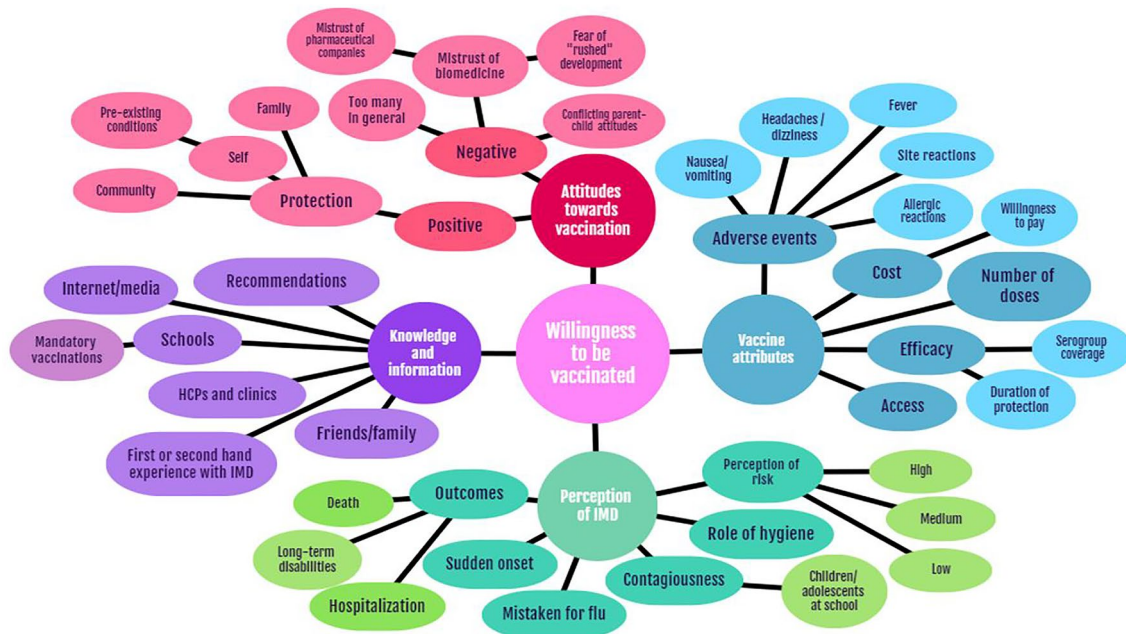 Mistrust of
pharmaceutical
companies
Mistrust of
biomedicine
Fear of
"rushed"
development
Too many
in general
Conflicting parent-
child attitudes
Negative
Family
Pre-existing
conditions
Self
Community
Protection
Positive
Attitudes
towards
vaccination
Nausea/
vomiting
Headaches /
dizziness
Fever
Site reactions
Allergic
reactions
Adverse events
Willingness
to pay
Cost
Number of
doses
Vaccine
attributes
Efficacy
Serogroup
coverage
Duration of
protection
Access
Willingness
to be
vaccinated
Internet/media
Recommendations
Knowledge
and
information
Mandatory
vaccinations
Schools
HCPs and clinics
First or second hand
experience with IMD
Friends/family
Perception
of IMD
Outcomes
Death
Long-term
disabilities
Hospitalization
Sudden onset
Mistaken for flu
Perception of
risk
High
Medium
Low
Role of hygiene
Contagiousness
Children/
adolescents
at school